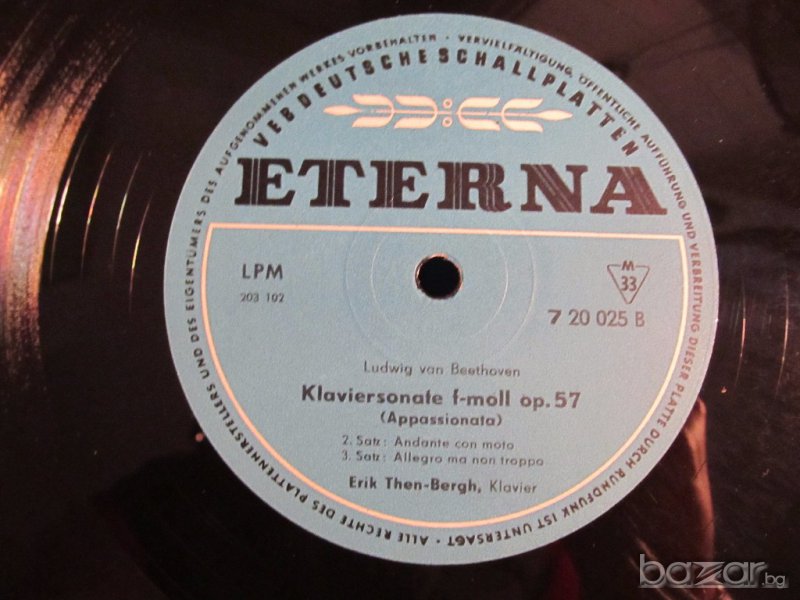 ALLE RECHTE DES PLATTENHERSTELLERS UND DES EIGENTÜMERS DES AUFGENOMMENEN WERKES VORBEHALTEN · VERVIELFÄLTIGUNG, ÖFFENTLICHE AUFFÜHRUNG UND VERBREITUNG DIESER PLATTE DURCH RUNDFUNK IST UNTERSAGT ·
VEB DEUTSCHE SCHALLPLATTEN
ETERNA
LPM
203 102
M
33
7 20 025 B
Ludwig van Beethoven
Klaviersonate f-moll op. 57
(Appassionata)
2. Satz: Andante con moto
3. Satz: Allegro ma non troppo
Erik Then-Bergh, Klavier
bazar.bg